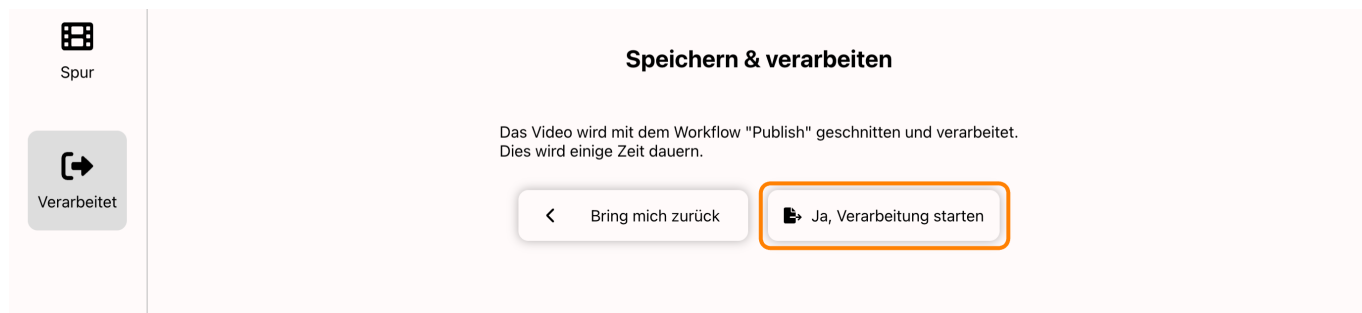 Spur
Verarbeitet
Speichern & verarbeiten
Das Video wird mit dem Workflow "Publish" geschnitten und verarbeitet.
Dies wird einige Zeit dauern.
Bring mich zurück
Ja, Verarbeitung starten